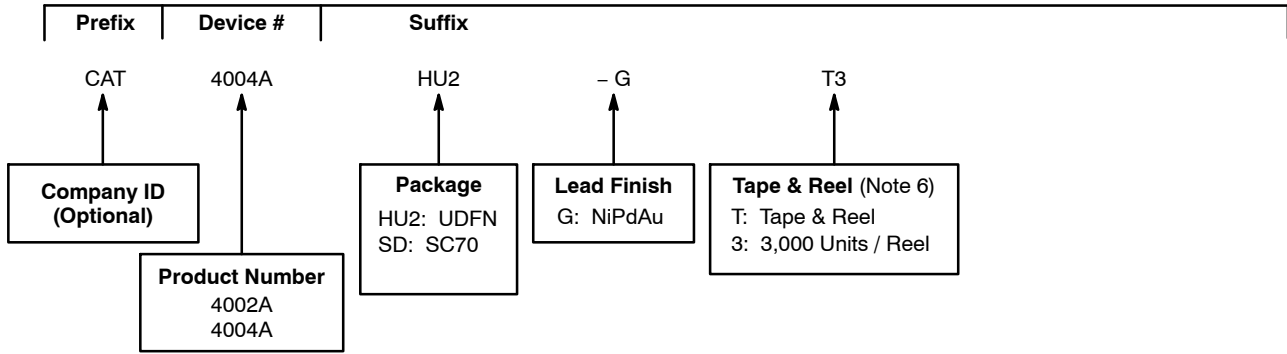 Prefix Device # Suffix
CAT 4004A HU2 – G T3
Company ID
(Optional)
Product Number
4002A
4004A
Package
HU2: UDFN
SD: SC70
Lead Finish
G: NiPdAu
Tape & Reel (Note 6)
T: Tape & Reel
3: 3,000 Units / Reel